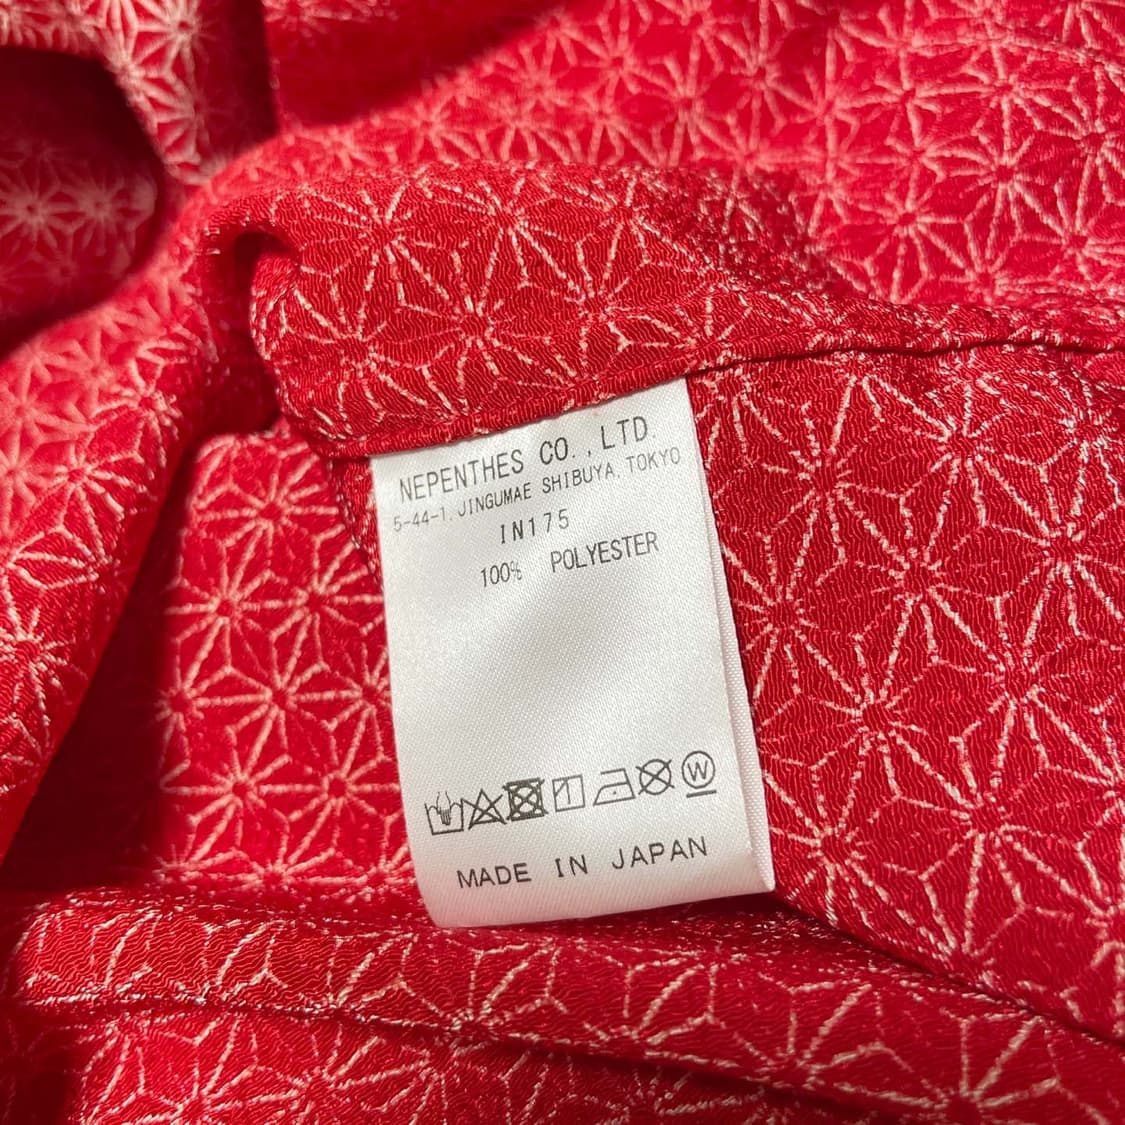 NEPENTHES CO.,LTD.
5-44-1, JINGUMAE SHIBUYA, TOKYO
IN175
100% POLYESTER
W
MADE IN JAPAN